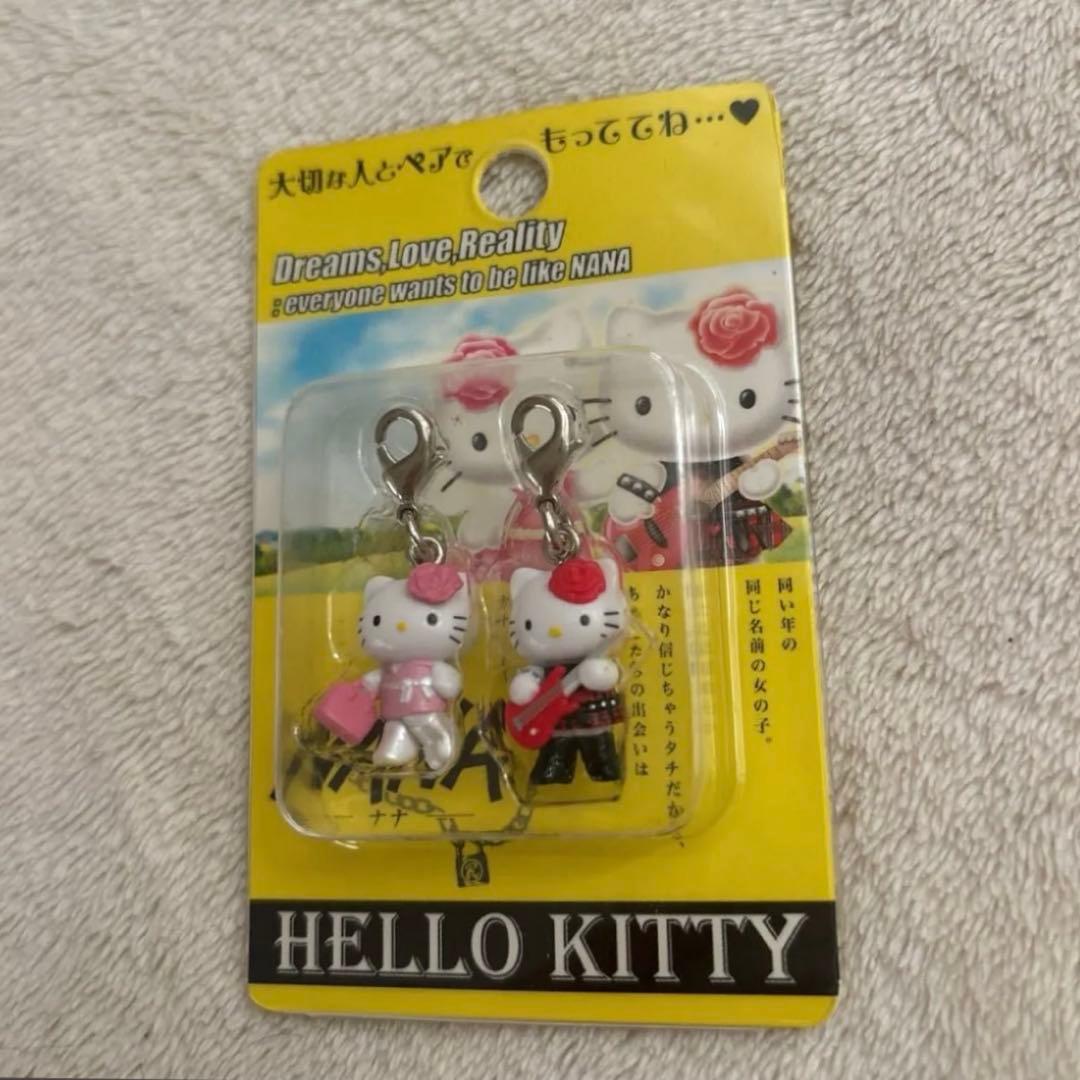 大切な人とペアで もっててね…♥
Dreams,Love,Reality
:everyone wants to be like NANA
同い年の
同じ名前の女の子。
かなり信じちゃうタチだか
たちの出会いは
NANA
ナナ
HELLO KITTY